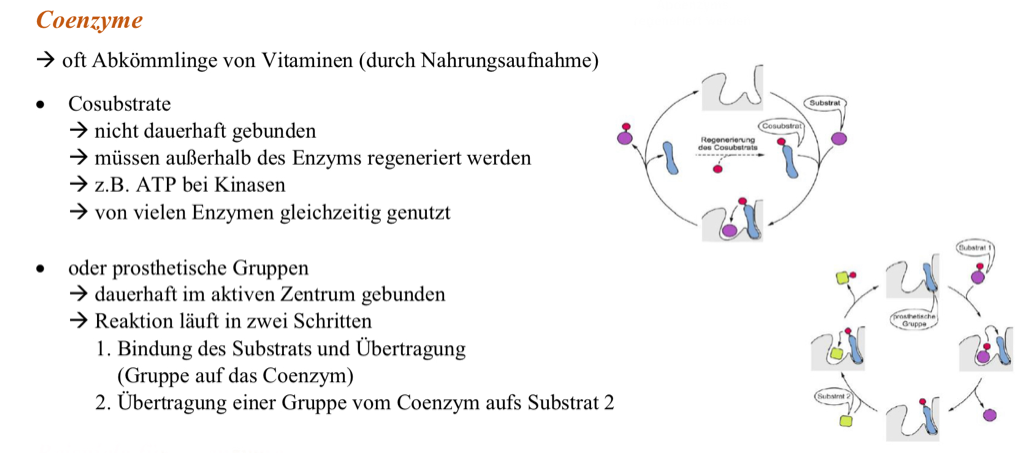 Coenzyme
→ oft Abkömmlinge von Vitaminen (durch Nahrungsaufnahme)
• Cosubstrate
→ nicht dauerhaft gebunden
→ müssen außerhalb des Enzyms regeneriert werden
→ z.B. ATP bei Kinasen
→ von vielen Enzymen gleichzeitig genutzt
Substrat
Cosubstrat
Regenerierung
des Cosubstrats
• oder prosthetische Gruppen
→ dauerhaft im aktiven Zentrum gebunden
→ Reaktion läuft in zwei Schritten
1. Bindung des Substrats und Übertragung
(Gruppe auf das Coenzym)
2. Übertragung einer Gruppe vom Coenzym aufs Substrat 2
Substrat 1
prosthetische
Gruppe
Substrat 2